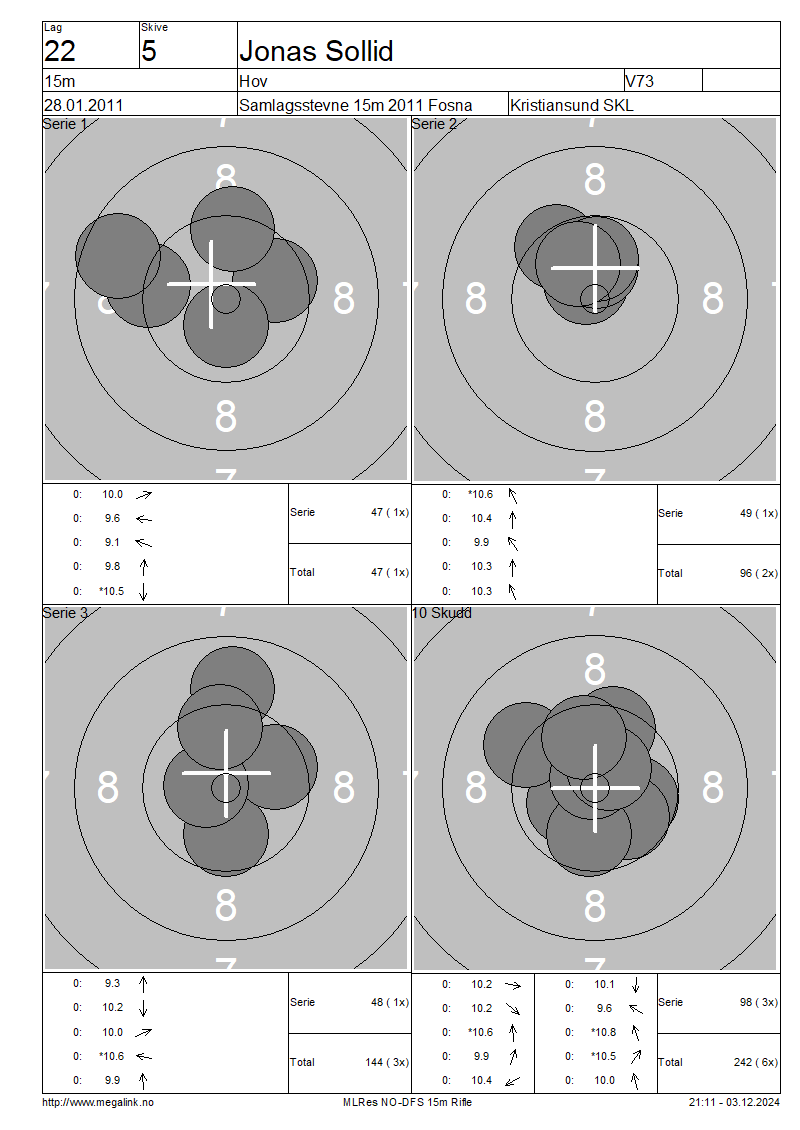 Lag Skive
22 5 Jonas Sollid
15m Hov V73
28.01.2011 Samlagsstevne 15m 2011 Fosna Kristiansund SKL
Serie 1
8
8
8
7
Serie 2
8
8 8
8
7
0: 10.0
0: 9.6
0: 9.1
0: 9.8
0: *10.5
Serie 47 ( 1x)
Total 47 ( 1x)
0: *10.6
0: 10.4
0: 9.9
0: 10.3
0: 10.3
Serie 49 ( 1x)
Total 96 ( 2x)
Serie 3
8 8
8
7
10 Skudd
8
8 8
8
7
0: 9.3
0: 10.2
0: 10.0
0: *10.6
0: 9.9
Serie 48 ( 1x)
Total 144 ( 3x)
0: 10.2
0: 10.2
0: *10.6
0: 9.9
0: 10.4
0: 10.1
0: 9.6
0: *10.8
0: *10.5
0: 10.0
Serie 98 ( 3x)
Total 242 ( 6x)
http://www.megalink.no MLRes NO-DFS 15m Rifle 21:11 - 03.12.2024